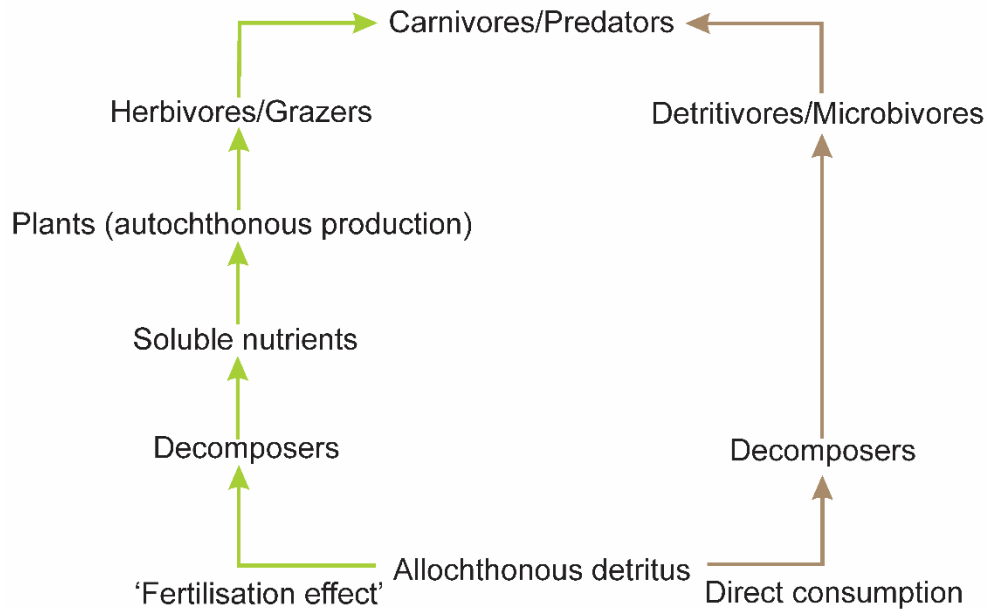 Carnivores/Predators
Herbivores/Grazers
Detritivores/Microbivores
Plants (autochthonous production)
Soluble nutrients
Decomposers
Decomposers
Allochthonous detritus
'Fertilisation effect'
Direct consumption